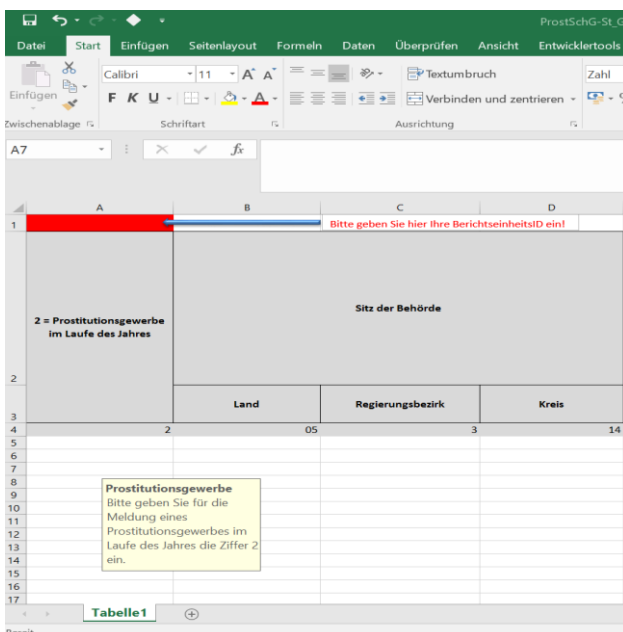 ProstSchG-St_G
Datei Start Einfügen Seitenlayout Formeln Daten Überprüfen Ansicht Entwicklertools
Calibri 11 A A Textumbruch Zahl
Einfügen F K U A Verbinden und zentrieren %
Zwischenablage Schriftart Ausrichtung
A7 fx
A B C D
1 Bitte geben Sie hier Ihre BerichtseinheitsID ein!
2 = Prostitutionsgewerbe
im Laufe des Jahres
Sitz der Behörde
2
Land Regierungsbezirk Kreis
3
4 2 05 3 14
5
6
7
8
Prostitutionsgewerbe
9
Bitte geben Sie für die
10
Meldung eines
11
Prostitutionsgewerbes im
12
Laufe des Jahres die Ziffer 2
13
ein.
14
15
16
17
Tabelle1
Bereit